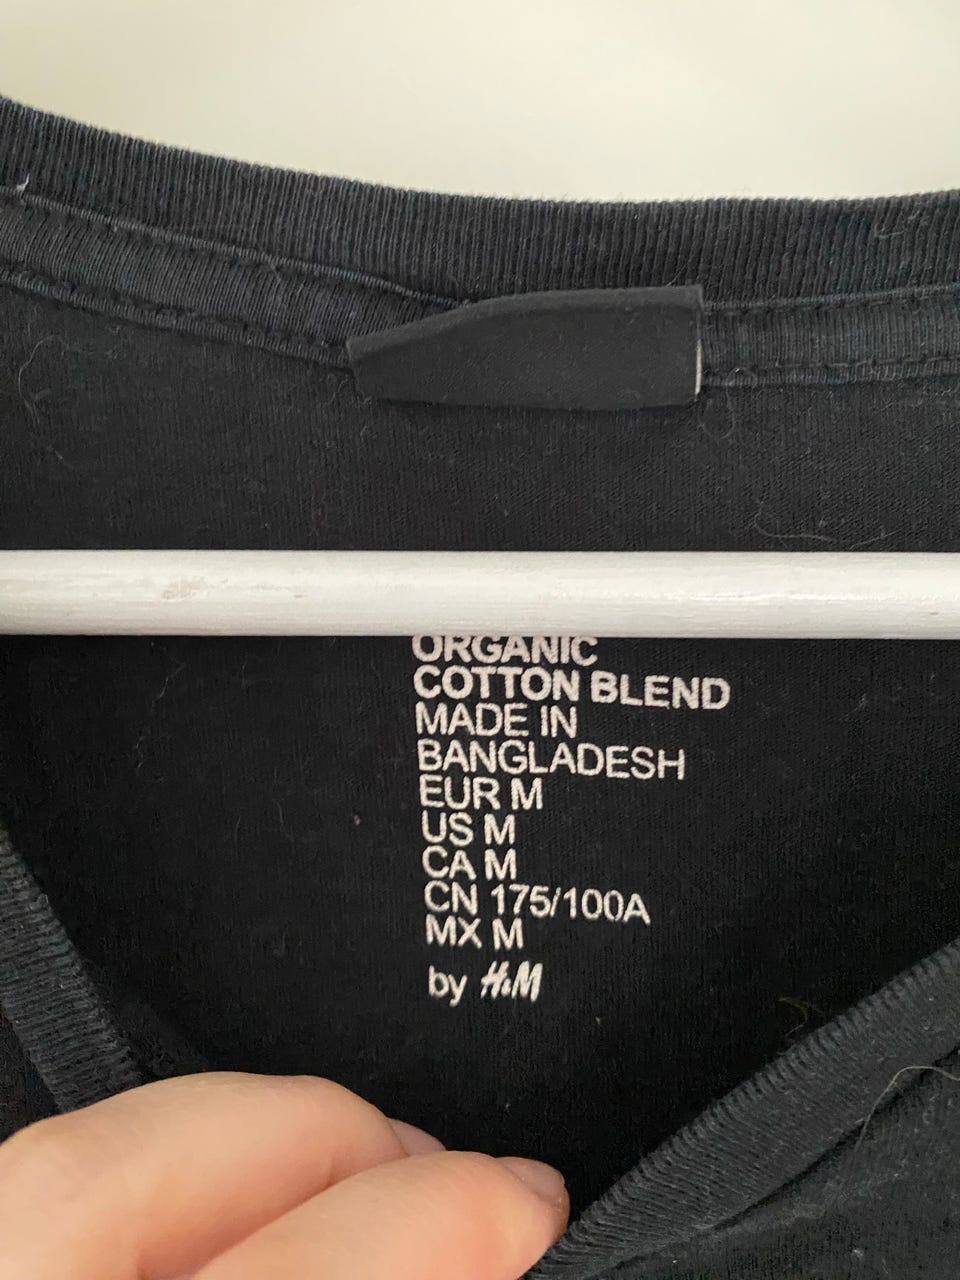 ORGANIC
COTTON BLEND
MADE IN
BANGLADESH
EUR M
US M
CA M
CN 175/100A
MX M
by H&M